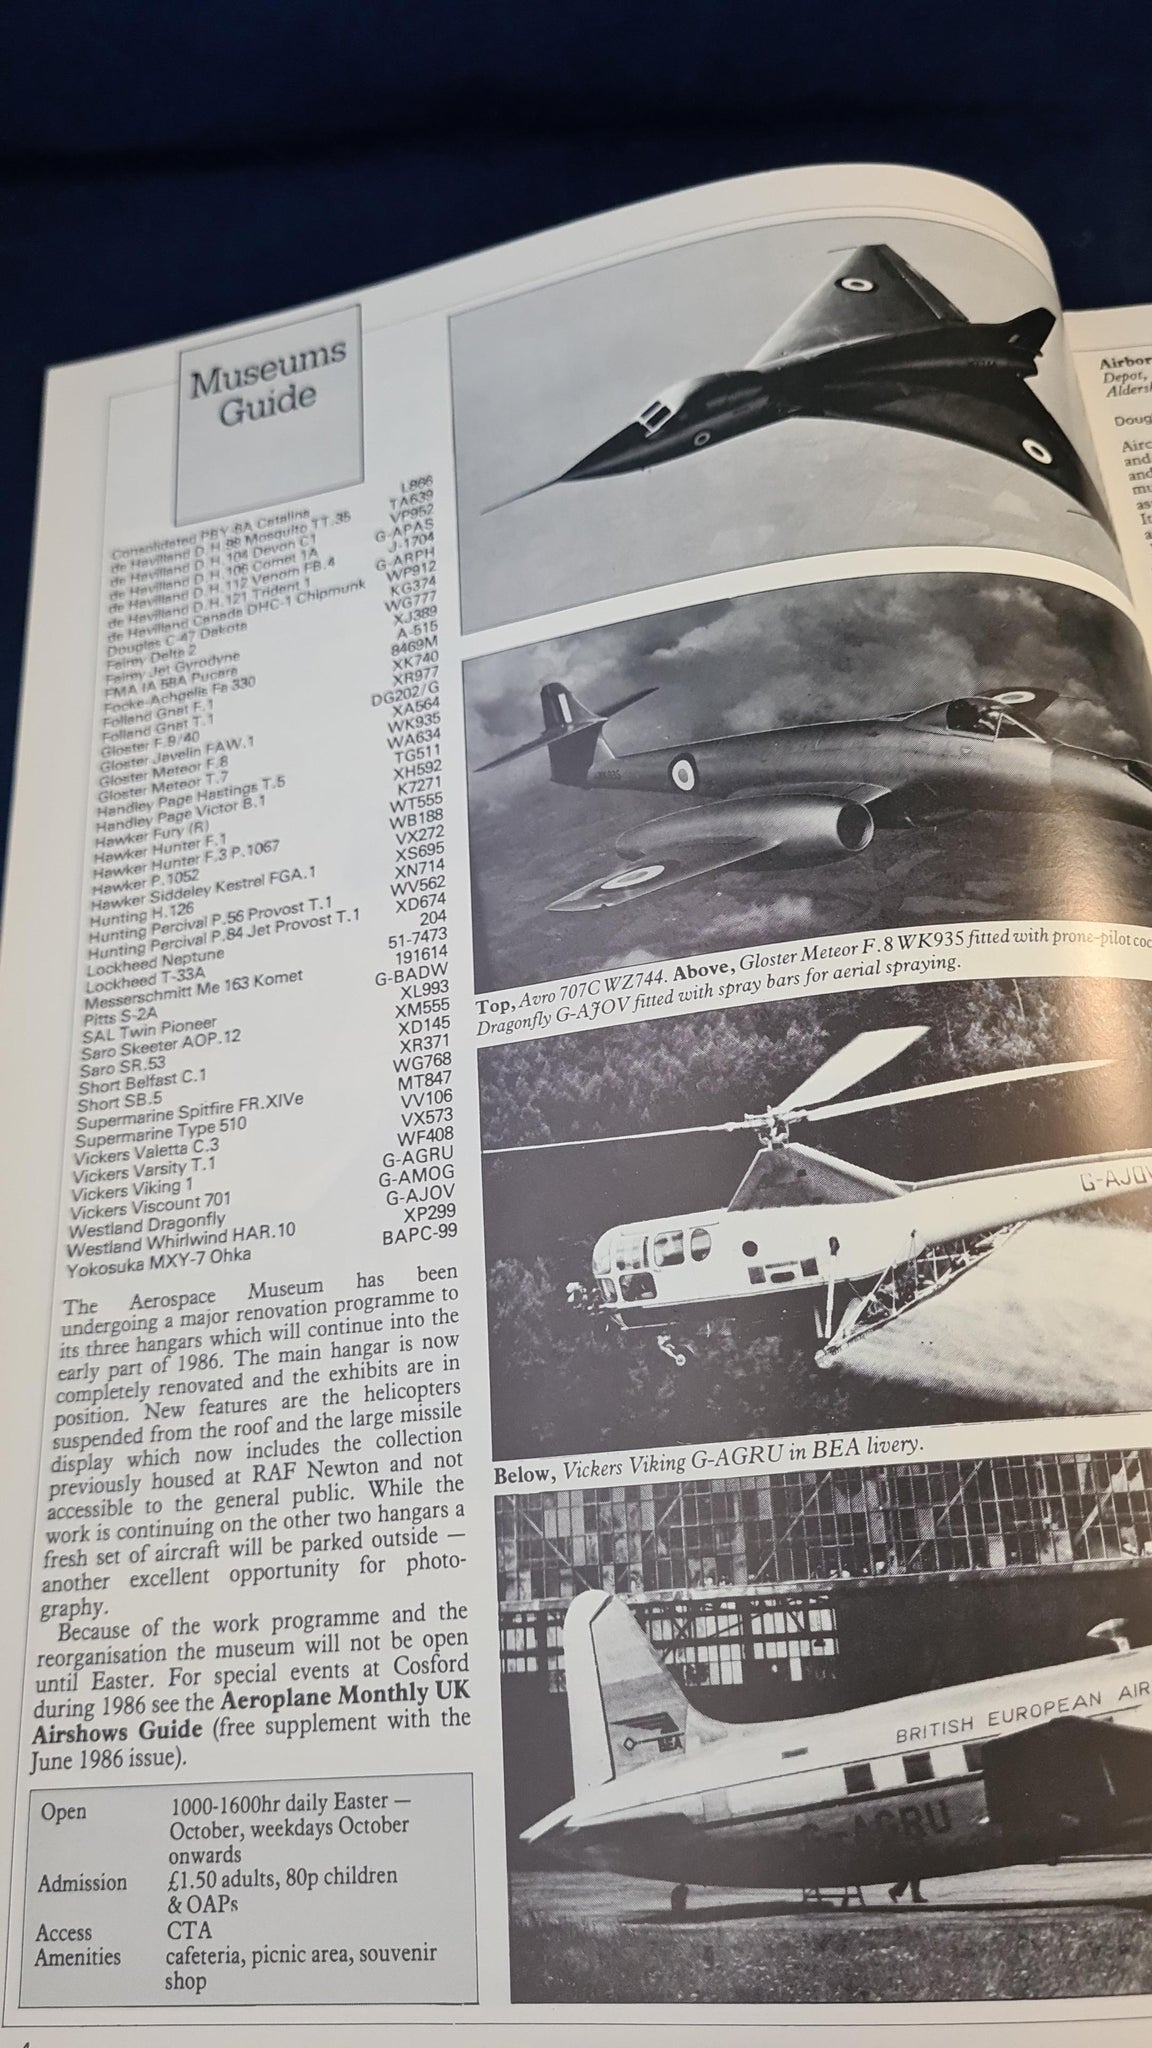 Museums
Guide
Consolidated PBY-6A Catalina L866
de Havilland D.H.98 Mosquito TT.35 TA639
de Havilland D.H.104 Devon C1 VP952
de Havilland D.H.106 Comet 1A G-APAS
de Havilland D.H.112 Venom FB.4 J-1704
de Havilland D.H.121 Trident 1 G-ARPH
de Havilland Canada DHC-1 Chipmunk WP912
Douglas C-47 Dakota KG374
Fairey Delta 2 WG777
Fairey Jet Gyrodyne XJ389
FMA IA 58A Pucara A-515
Focke-Achgelis Fa 330 8469M
Folland Gnat F.1 XK740
Folland Gnat T.1 XR977
Gloster F.9/40 DG202/G
Gloster Javelin FAW.1 XA564
Gloster Meteor F.8 WK935
Gloster Meteor T.7 WA634
Handley Page Hastings T.5 TG511
Handley Page Victor B.1 XH592
Hawker Fury (R) K7271
Hawker Hunter F.1 WT555
Hawker Hunter F.3 P.1067 WB188
Hawker P.1052 VX272
Hawker Siddeley Kestrel FGA.1 XS695
Hunting H.126 XN714
Hunting Percival P.56 Provost T.1 WV562
Hunting Percival P.84 Jet Provost T.1 XD674
Lockheed Neptune 204
Lockheed T-33A 51-7473
Messerschmitt Me 163 Komet 191614
Pitts S-2A G-BADW
SAL Twin Pioneer XL993
Saro Skeeter AOP.12 XM555
Saro SR.53 XD145
Short Belfast C.1 XR371
Short SB.5 WG768
Supermarine Spitfire FR.XIVe MT847
Supermarine Type 510 VV106
Vickers Valetta C.3 VX573
Vickers Varsity T.1 WF408
Vickers Viking 1 G-AGRU
Vickers Viscount 701 G-AMOG
Westland Dragonfly G-AJOV
Westland Whirlwind HAR.10 XP299
Yokosuka MXY-7 Ohka BAPC-99
The Aerospace Museum has been
undergoing a major renovation programme to
its three hangars which will continue into the
early part of 1986. The main hangar is now
completely renovated and the exhibits are in
position. New features are the helicopters
suspended from the roof and the large missile
display which now includes the collection
previously housed at RAF Newton and not
accessible to the general public. While the
work is continuing on the other two hangars a
fresh set of aircraft will be parked outside —
another excellent opportunity for photo-
graphy.
Because of the work programme and the
reorganisation the museum will not be open
until Easter. For special events at Cosford
during 1986 see the Aeroplane Monthly UK
Airshows Guide (free supplement with the
June 1986 issue).
Open 1000-1600hr daily Easter —
October, weekdays October
onwards
Admission £1.50 adults, 80p children
& OAPs
Access CTA
Amenities cafeteria, picnic area, souvenir
shop
WK935
Top, Avro 707C WZ744. Above, Gloster Meteor F.8 WK935 fitted with prone-pilot coc
Dragonfly G-AJOV fitted with spray bars for aerial spraying.
G-AJOV
Below, Vickers Viking G-AGRU in BEA livery.
BEA
BRITISH EUROPEAN AIR
G-AGRU
Airbor
Depot,
Alders
Doug
Airc
and
and
mu
as
It